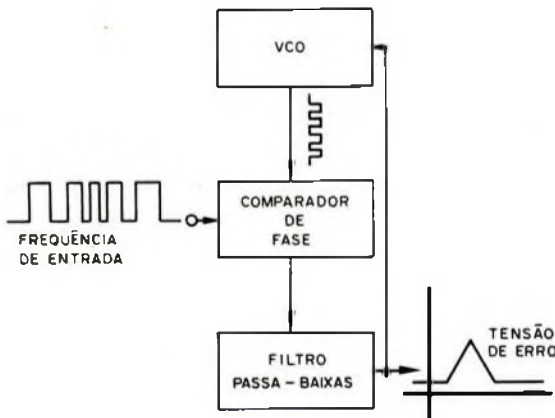 VCO
COMPARADOR
DE
FASE
FREQUÊNCIA
DE ENTRADA
FILTRO
PASSA - BAIXAS
TENSÃO
DE ERRO